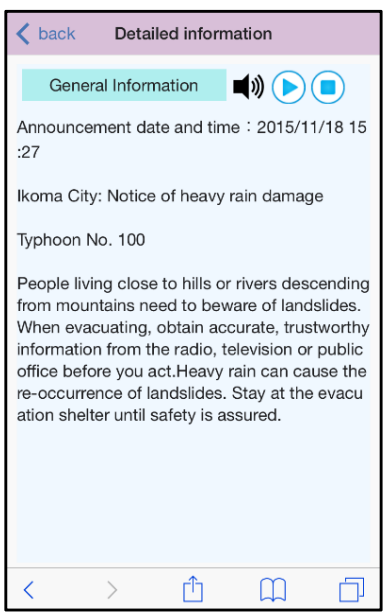 back Detailed information
General Information
Announcement date and time：2015/11/18 15
:27
Ikoma City: Notice of heavy rain damage
Typhoon No. 100
People living close to hills or rivers descending
from mountains need to beware of landslides.
When evacuating, obtain accurate, trustworthy
information from the radio, television or public
office before you act.Heavy rain can cause the
re-occurrence of landslides. Stay at the evacu
ation shelter until safety is assured.